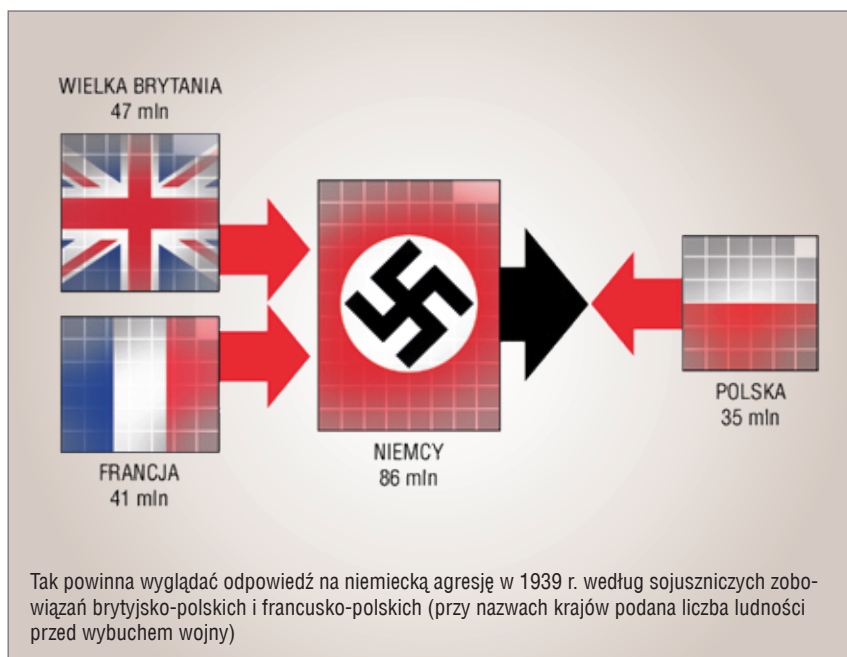 WIELKA BRYTANIA
47 mln
FRANCJA
41 mln
NIEMCY
86 mln
POLSKA
35 mln
Tak powinna wyglądać odpowiedź na niemiecką agresję w 1939 r. według sojuszniczych zobo-
wiązań brytyjsko-polskich i francusko-polskich (przy nazwach krajów podana liczba ludności
przed wybuchem wojny)